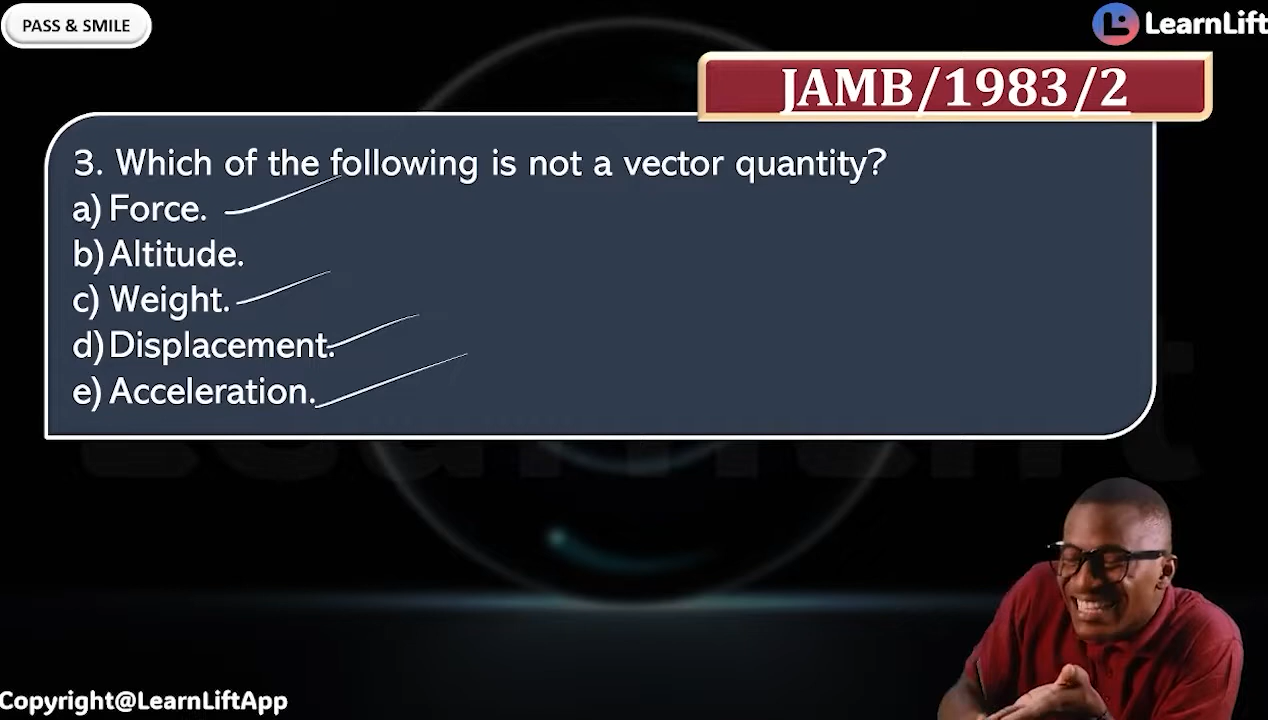 PASS & SMILE
LearnLift
JAMB/1983/2
3. Which of the following is not a vector quantity?
a) Force.
b) Altitude.
c) Weight.
d) Displacement.
e) Acceleration.
Copyright@LearnLiftApp